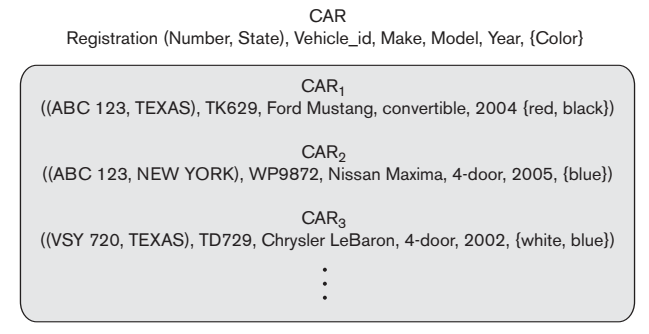 CAR
Registration (Number, State), Vehicle_id, Make, Model, Year, {Color}
CAR₁
((ABC 123, TEXAS), TK629, Ford Mustang, convertible, 2004 {red, black})
CAR₂
((ABC 123, NEW YORK), WP9872, Nissan Maxima, 4-door, 2005, {blue})
CAR₃
((VSY 720, TEXAS), TD729, Chrysler LeBaron, 4-door, 2002, {white, blue})